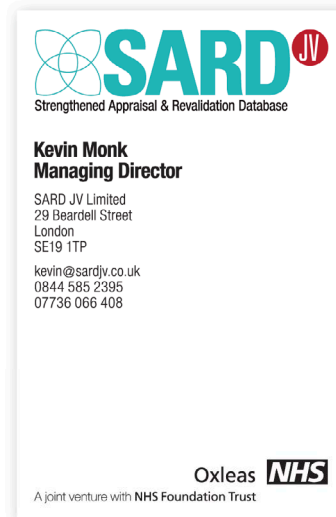 SARD JV
Strengthened Appraisal & Revalidation Database
Kevin Monk
Managing Director
SARD JV Limited
29 Beardell Street
London
SE19 1TP
kevin@sardjv.co.uk
0844 585 2395
07736 066 408
Oxleas NHS
A joint venture with NHS Foundation Trust